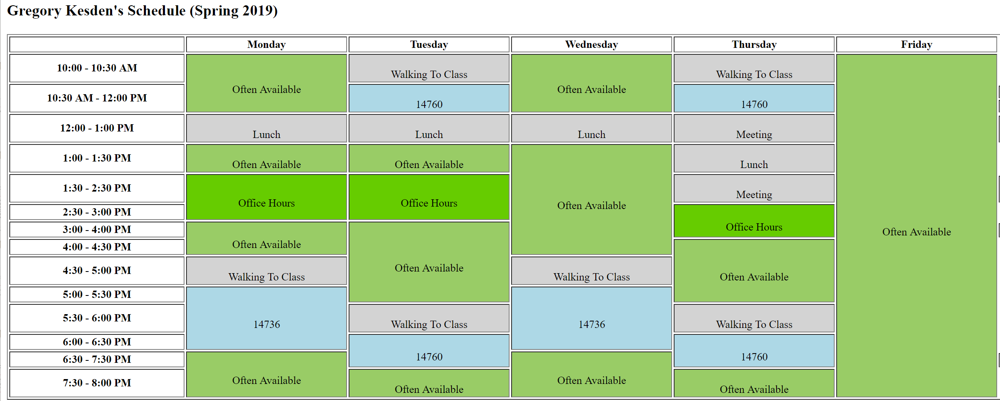 Gregory Kesden's Schedule (Spring 2019)
Monday Tuesday Wednesday Thursday Friday
10:00 - 10:30 AM
Often Available
Walking To Class
Often Available
Walking To Class
Often Available
10:30 AM - 12:00 PM
14760
14760
12:00 - 1:00 PM
Lunch
Lunch
Lunch
Meeting
1:00 - 1:30 PM
Often Available
Often Available
Often Available
Lunch
1:30 - 2:30 PM
Office Hours
Office Hours
Meeting
2:30 - 3:00 PM
Office Hours
3:00 - 4:00 PM
Often Available
Often Available
4:00 - 4:30 PM
Often Available
4:30 - 5:00 PM
Walking To Class
Walking To Class
5:00 - 5:30 PM
14736
14736
5:30 - 6:00 PM
Walking To Class
Walking To Class
6:00 - 6:30 PM
14760
14760
6:30 - 7:30 PM
Often Available
Often Available
7:30 - 8:00 PM
Often Available
Often Available